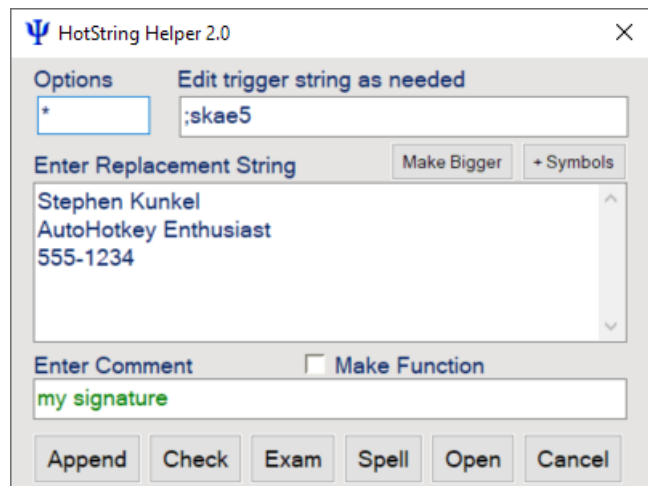 Ψ HotString Helper 2.0
Options Edit trigger string as needed
* ;skae5
Enter Replacement String Make Bigger + Symbols
Stephen Kunkel
AutoHotkey Enthusiast
555-1234
Enter Comment Make Function
my signature
Append Check Exam Spell Open Cancel